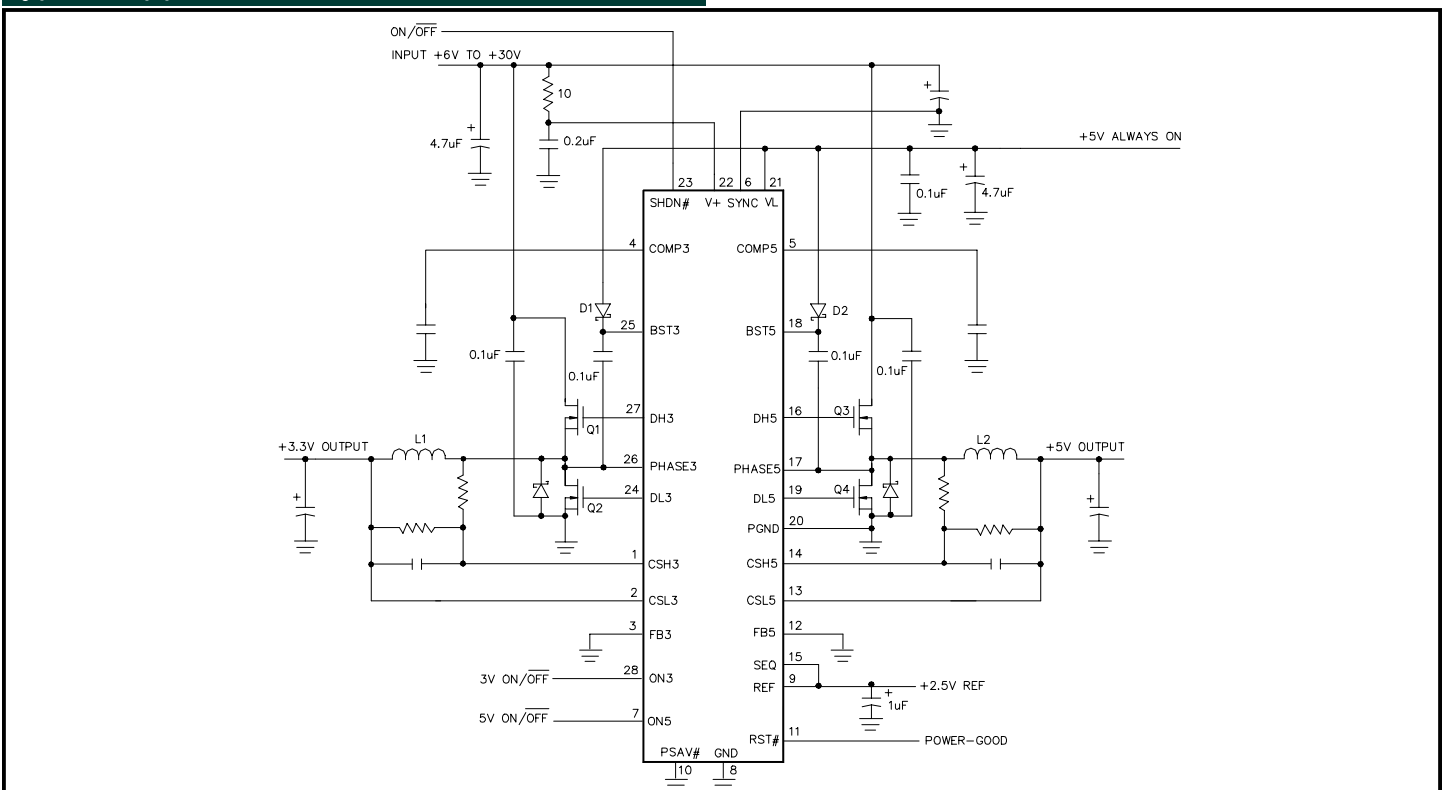 ON/OFF
INPUT +6V TO +30V
10
4.7uF
0.2uF
+5V ALWAYS ON
0.1uF
4.7uF
23
22
6
21
SHDN#
V+
SYNC
VL
4
COMP3
COMP5
5
D1
D2
25
BST3
BST5
18
0.1uF
0.1uF
0.1uF
0.1uF
27
DH3
DH5
16
Q3
Q1
+3.3V OUTPUT
L1
L2
+5V OUTPUT
26
PHASE3
PHASE5
17
24
DL3
DL5
19
Q4
Q2
PGND
20
1
CSH3
CSH5
14
2
CSL3
CSL5
13
3
FB3
FB5
12
SEQ
15
3V ON/OFF
28
ON3
REF
9
+2.5V REF
+
1uF
5V ON/OFF
7
ON5
RST#
11
POWER-GOOD
PSAV#
GND
10
8